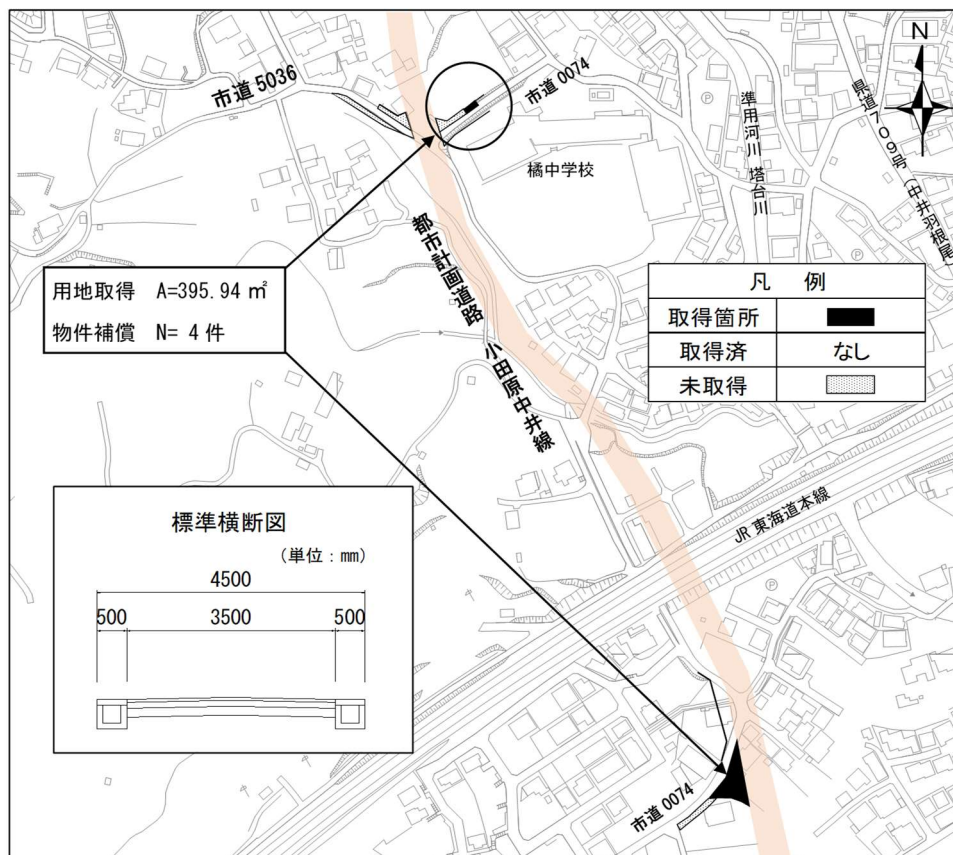 市道 5036
市道 0074
N
橘中学校
準用河川 塔台川
県道709号（中井羽根尾）
P
都市計画道路 小田原中井線
用地取得 A=395.94 ㎡
物件補償 N= 4 件
凡 例
取得箇所
取得済 なし
未取得
JR 東海道本線
P
標準横断図
（単位：mm）
4500
500 3500 500
市道 0074